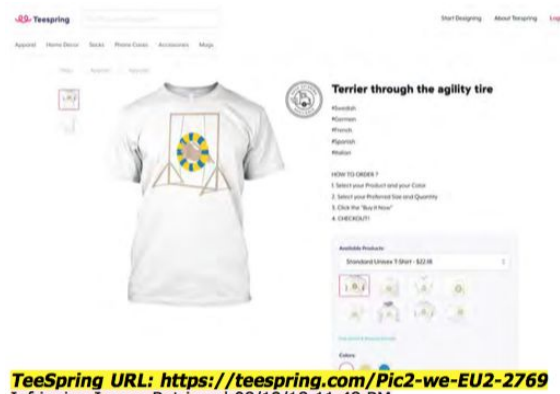 Teespring
Start Designing About Teespring Log
Apparel Home Decor Socks Phone Cases Accessories Mugs
Terrier through the agility tire
#Swedish
#German
#French
#Spanish
#Italian
HOW TO ORDER ?
1. Select your Product and your Color
2. Select your Preferred Size and Quantity
3. Click the "Buy it Now"
4. CHECKOUT!
Available Products:
Standard Unisex T-Shirt - $22.16
Colors
TeeSpring URL: https://teespring.com/Pic2-we-EU2-2769